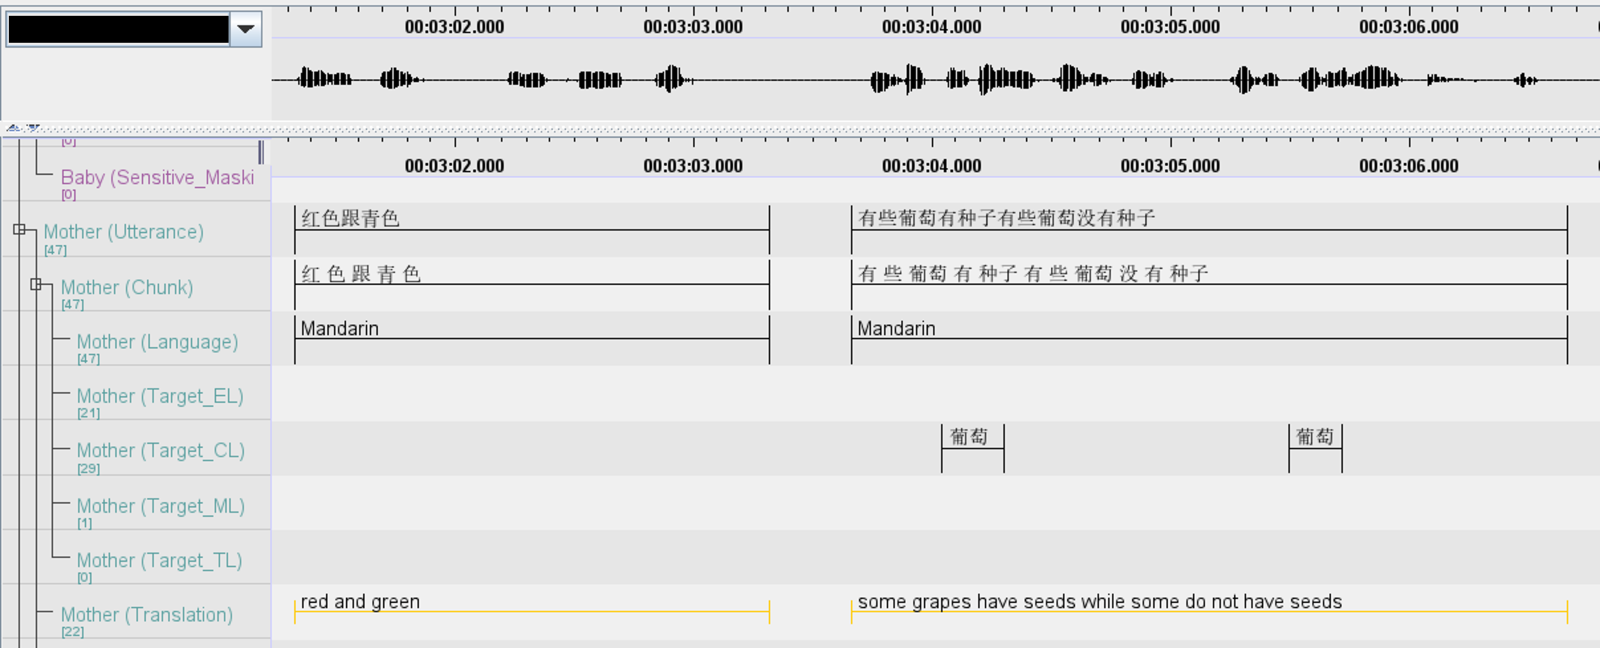 00:03:02.000 00:03:03.000 00:03:04.000 00:03:05.000 00:03:06.000
[0]
00:03:02.000 00:03:03.000 00:03:04.000 00:03:05.000 00:03:06.000
Baby (Sensitive_Maski
[0]
Mother (Utterance) 红色跟青色 有些葡萄有种子有些葡萄没有种子
[47]
Mother (Chunk) 红 色 跟 青 色 有 些 葡萄 有 种子 有 些 葡萄 没 有 种子
[47]
Mother (Language) Mandarin Mandarin
[47]
Mother (Target_EL)
[21]
Mother (Target_CL) 葡萄 葡萄
[29]
Mother (Target_ML)
[1]
Mother (Target_TL)
[0]
Mother (Translation) red and green some grapes have seeds while some do not have seeds
[22]